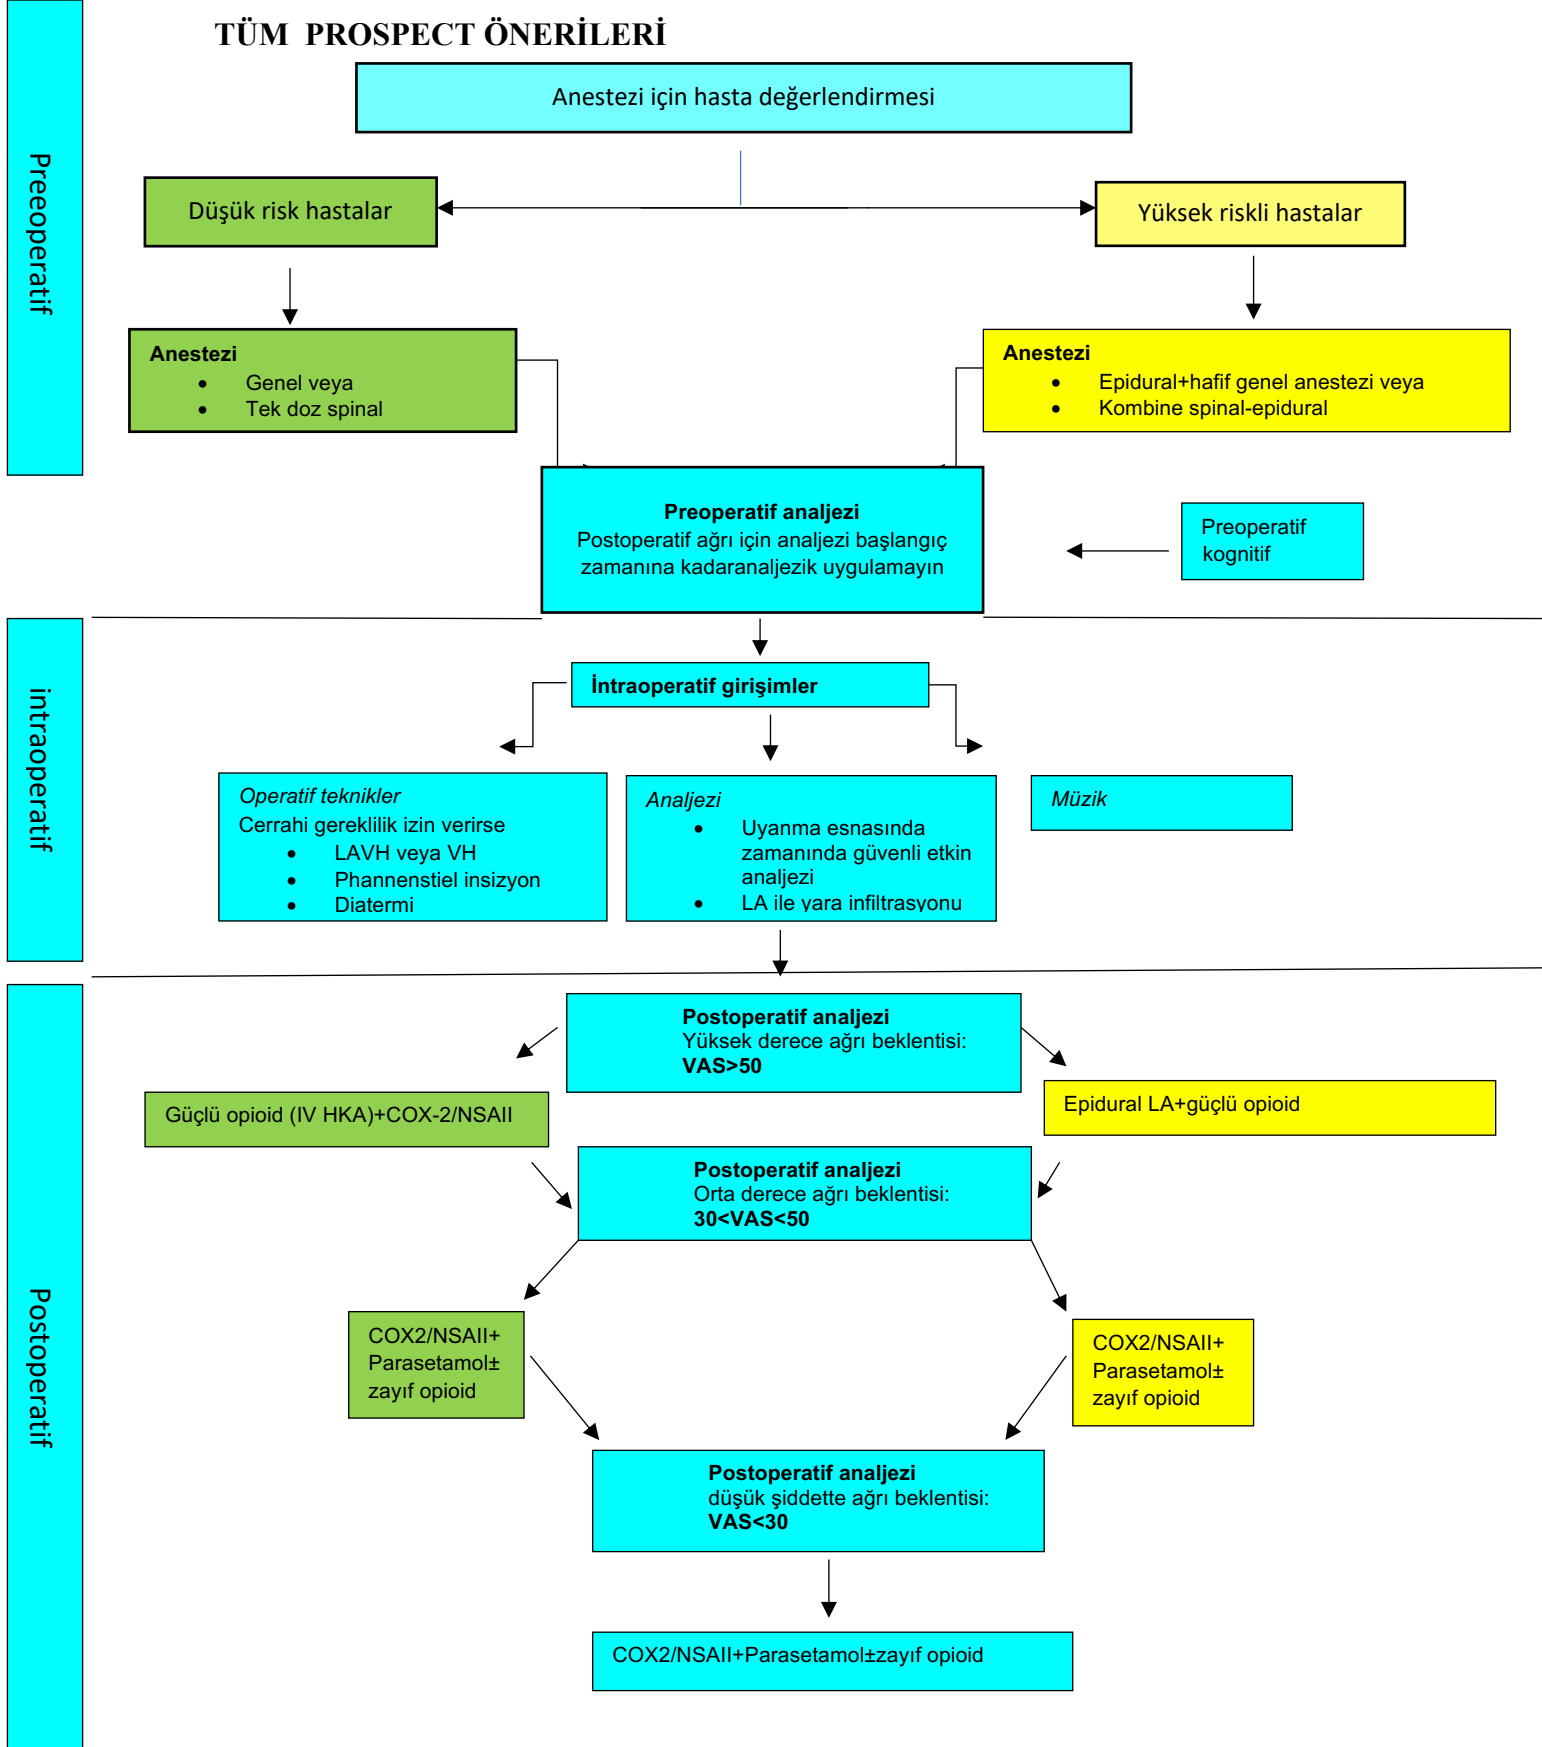 TÜM PROSPECT ÖNERİLERİ
Anestezi için hasta değerlendirmesi
Preeoperatif
Düşük risk hastalar
Yüksek riskli hastalar
Anestezi
• Genel veya
• Tek doz spinal
Anestezi
• Epidural+hafif genel anestezi veya
• Kombine spinal-epidural
Preoperatif analjezi
Postoperatif ağrı için analjezi başlangıç
zamanına kadaranaljezik uygulamayın
Preoperatif
kognitif
intraoperatif
İntraoperatif girişimler
Operatif teknikler
Cerrahi gereklilik izin verirse
• LAVH veya VH
• Phannenstiel insizyon
• Diatermi
Analjezi
• Uyanma esnasında
zamanında güvenli etkin
analjezi
• LA ile yara infiltrasyonu
Müzik
Postoperatif
Postoperatif analjezi
Yüksek derece ağrı beklentisi:
VAS>50
Güçlü opioid (IV HKA)+COX-2/NSAII
Epidural LA+güçlü opioid
Postoperatif analjezi
Orta derece ağrı beklentisi:
30<VAS<50
COX2/NSAII+
Parasetamol±
zayıf opioid
COX2/NSAII+
Parasetamol±
zayıf opioid
Postoperatif analjezi
düşük şiddette ağrı beklentisi:
VAS<30
COX2/NSAII+Parasetamol±zayıf opioid